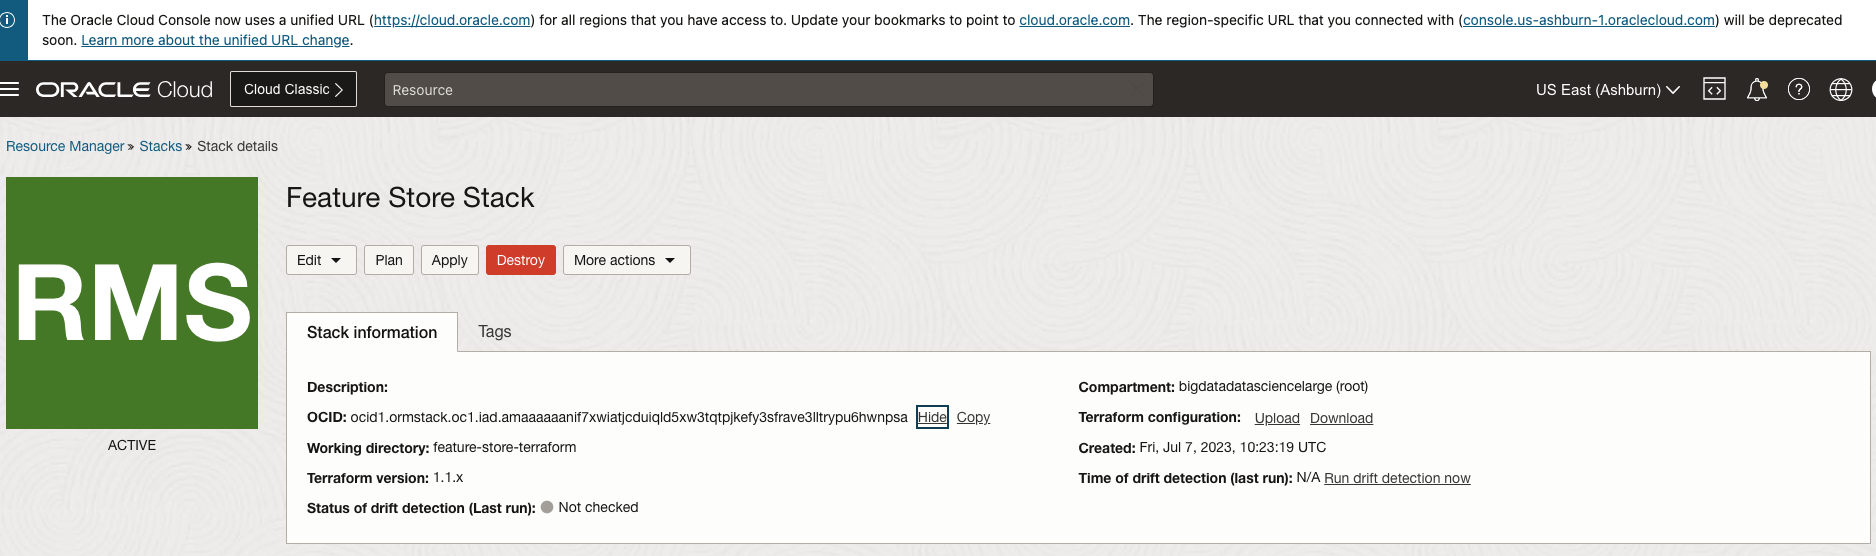 The Oracle Cloud Console now uses a unified URL (https://cloud.oracle.com) for all regions that you have access to. Update your bookmarks to point to cloud.oracle.com. The region-specific URL that you connected with (console.us-ashburn-1.oraclecloud.com) will be deprecated
soon. Learn more about the unified URL change.
ORACLE Cloud
Cloud Classic
Resource
US East (Ashburn)
Resource Manager » Stacks » Stack details
RMS
ACTIVE
Feature Store Stack
Edit
Plan
Apply
Destroy
More actions
Stack information
Tags
Description:
OCID: ocid1.ormstack.oc1.iad.amaaaaaanif7xwiatjcduiqld5xw3tqtpjkefy3sfrave3lltrypu6hwnpsa Hide Copy
Working directory: feature-store-terraform
Terraform version: 1.1.x
Status of drift detection (Last run): Not checked
Compartment: bigdatadatasciencelarge (root)
Terraform configuration: Upload Download
Created: Fri, Jul 7, 2023, 10:23:19 UTC
Time of drift detection (last run): N/A Run drift detection now